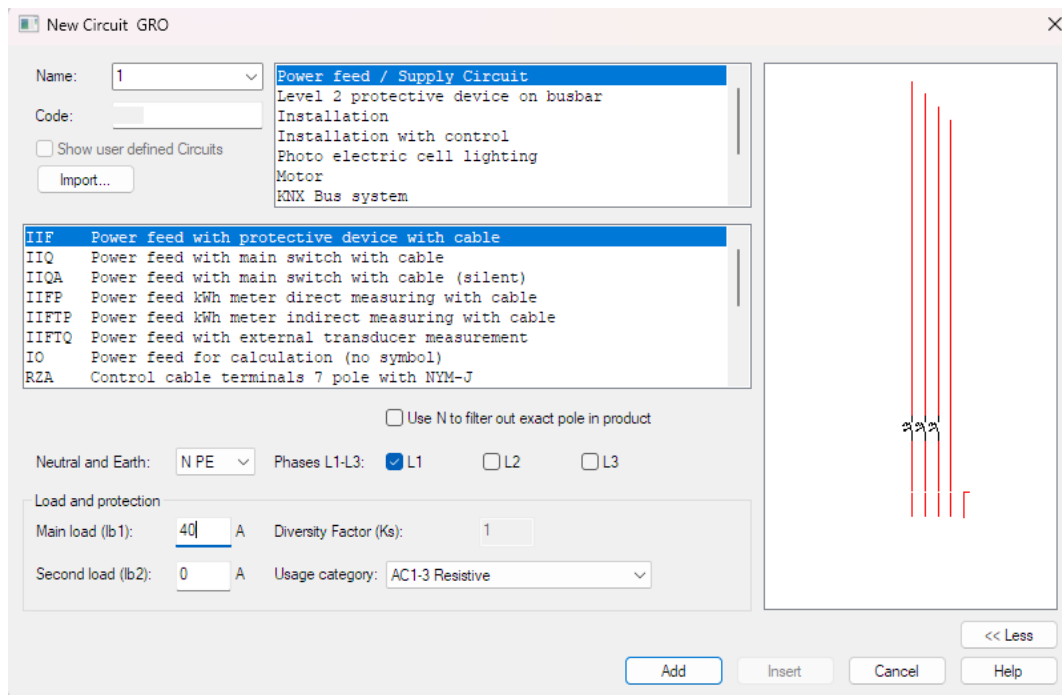 New Circuit GRO
Name: 1
Code:
Show user defined Circuits
Import...
Power feed / Supply Circuit
Level 2 protective device on busbar
Installation
Installation with control
Photo electric cell lighting
Motor
KNX Bus system
IIF Power feed with protective device with cable
IIQ Power feed with main switch with cable
IIQA Power feed with main switch with cable (silent)
IIFP Power feed kWh meter direct measuring with cable
IIFTP Power feed kWh meter indirect measuring with cable
IIFTQ Power feed with external transducer measurement
IO Power feed for calculation (no symbol)
RZA Control cable terminals 7 pole with NYM-J
Use N to filter out exact pole in product
Neutral and Earth: N PE Phases L1-L3: L1 L2 L3
Load and protection
Main load (Ib1): 40 A Diversity Factor (Ks): 1
Second load (Ib2): 0 A Usage category: AC1-3 Resistive
<< Less
Add Insert Cancel Help